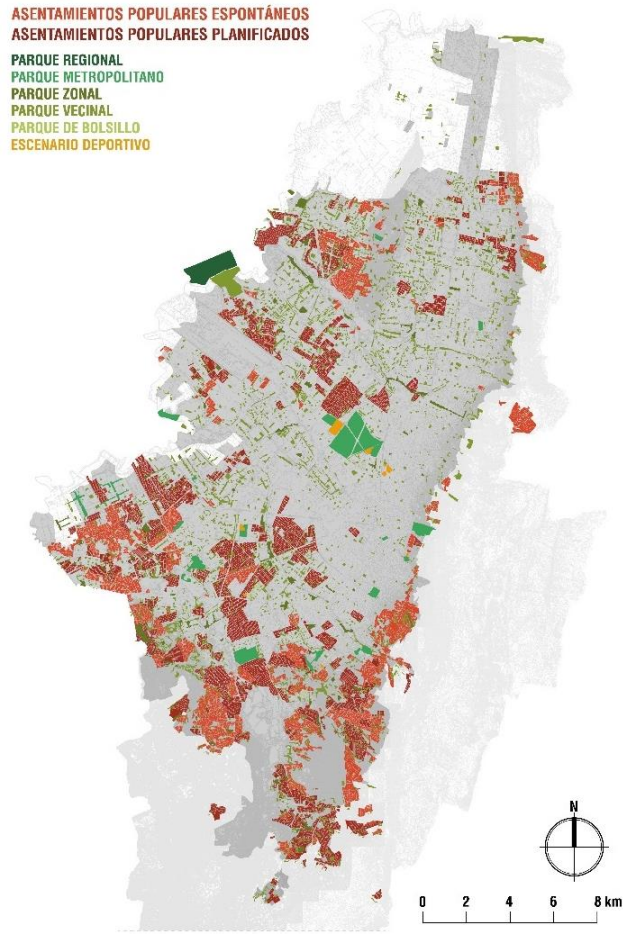 ASENTAMIENTOS POPULARES ESPONTÁNEOS
ASENTAMIENTOS POPULARES PLANIFICADOS
PARQUE REGIONAL
PARQUE METROPOLITANO
PARQUE ZONAL
PARQUE VECINAL
PARQUE DE BOLSILLO
ESCENARIO DEPORTIVO
N
0 2 4 6 8 km